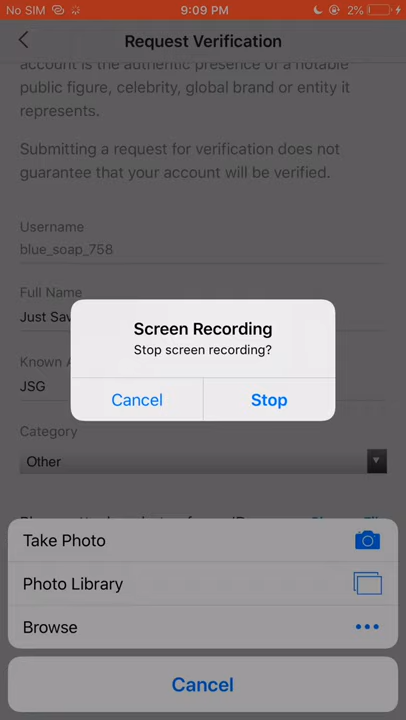 No SIM 9:09 PM 2%
Request Verification
account is the authentic presence of a notable
public figure, celebrity, global brand or entity it
represents.
Submitting a request for verification does not
guarantee that your account will be verified.
Username
blue_soap_758
Full Name
Just Sav
Screen Recording
Stop screen recording?
Known A
JSG
Cancel Stop
Category
Other
Take Photo
Photo Library
Browse
Cancel